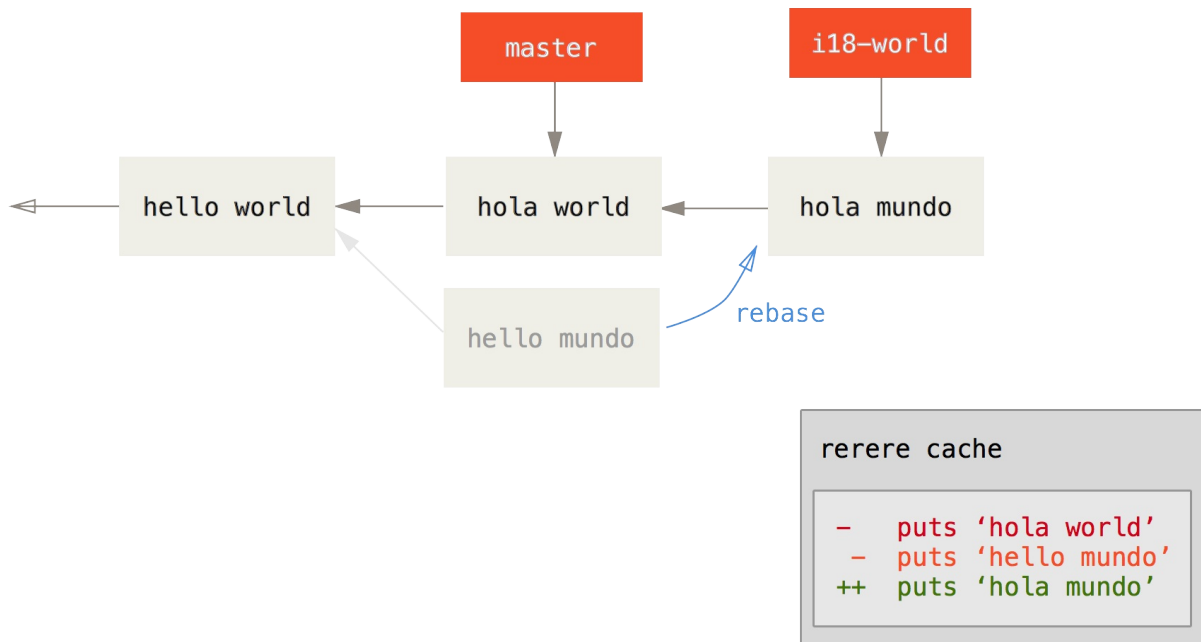 master
i18-world
hello world
hola world
hola mundo
hello mundo
rebase
rerere cache
-   puts ‘hola world’
 -  puts ‘hello mundo’
++  puts ‘hola mundo’